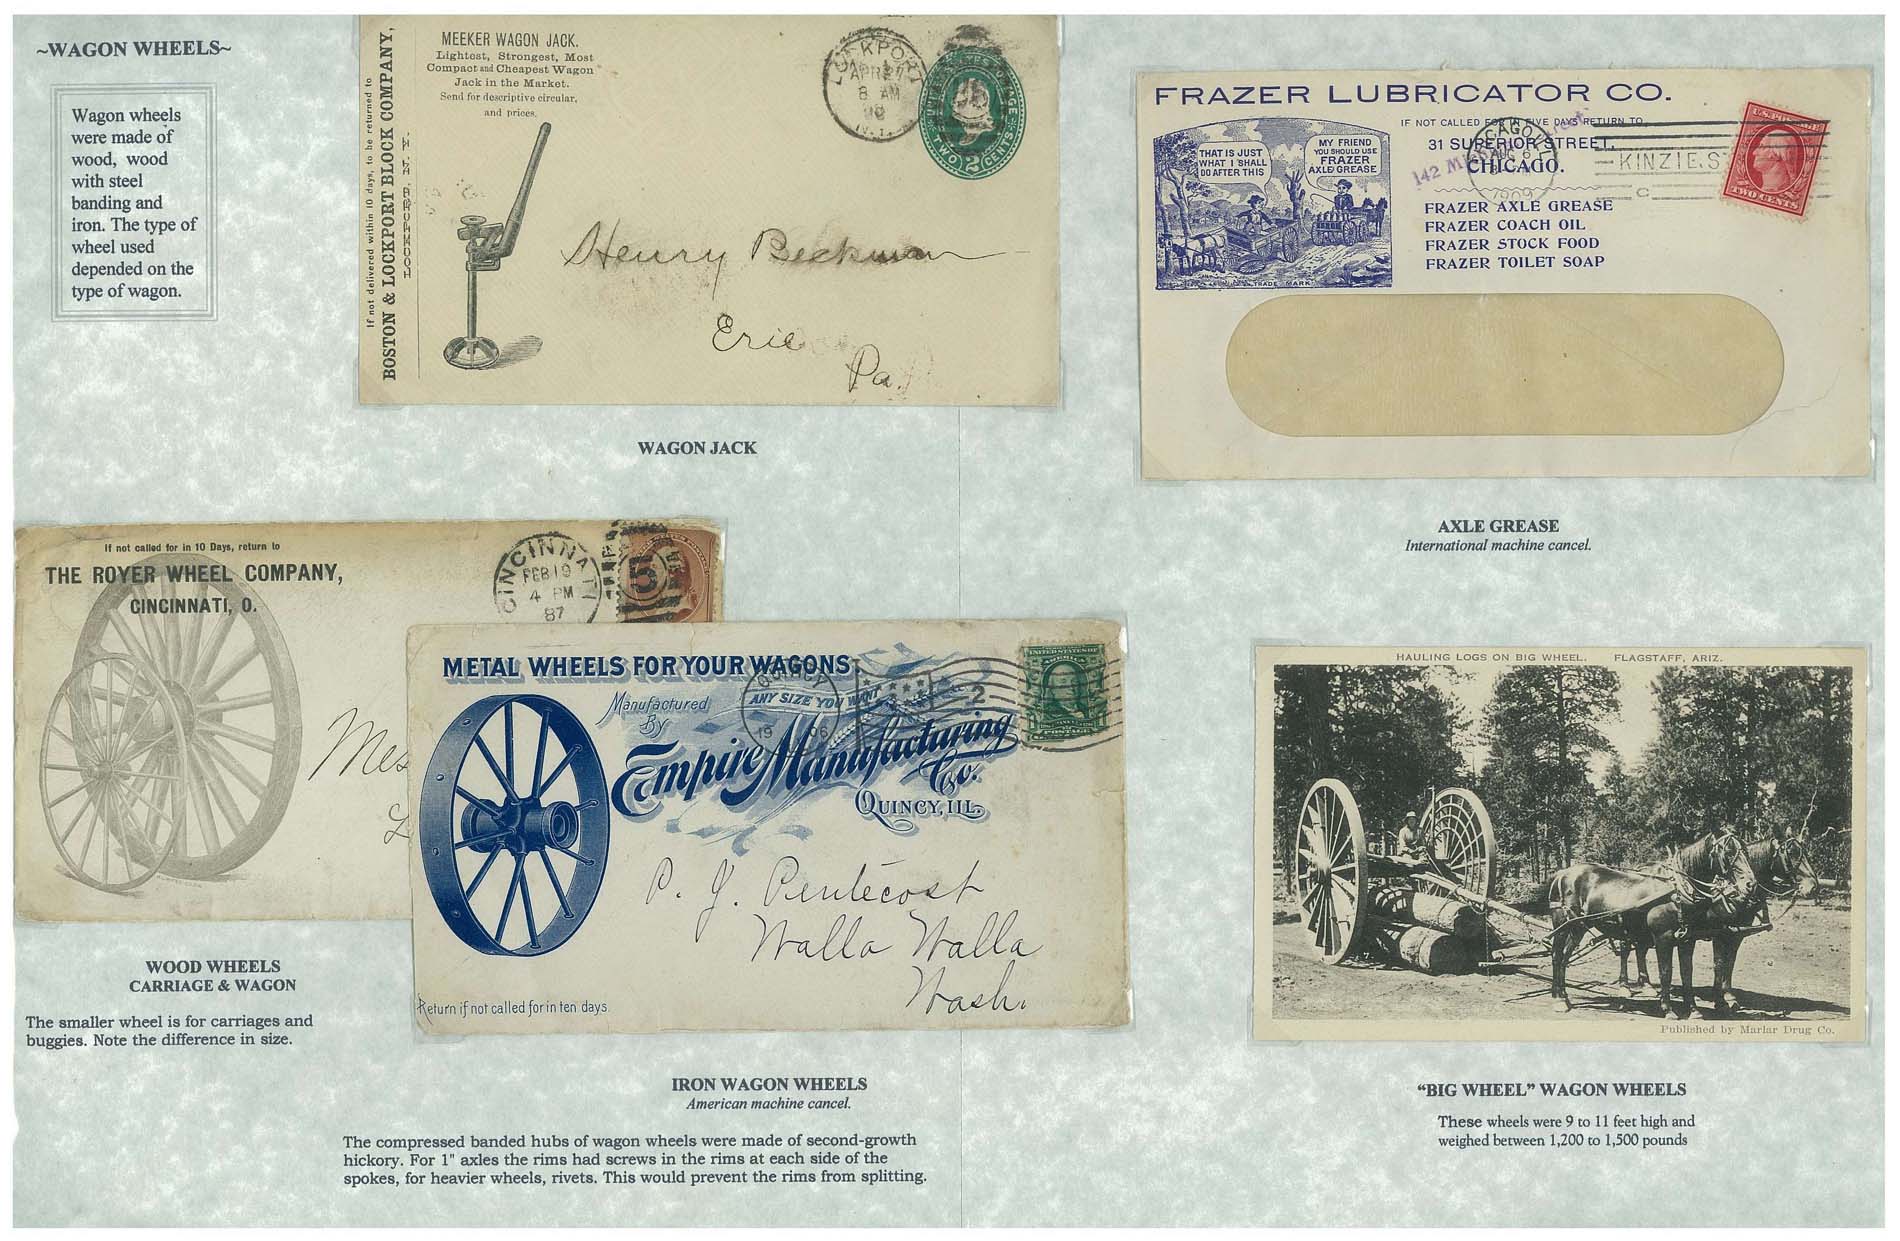 ~WAGON WHEELS~
Wagon wheels
were made of
wood, wood
with steel
banding and
iron. The type of
wheel used
depended on the
type of wagon.
If not delivered within 10 days, to be returned to
BOSTON & LOCKPORT BLOCK COMPANY,
LOCKPORT, N. Y.
MEEKER WAGON JACK.
Lightest, Strongest, Most
Compact and Cheapest Wagon
Jack in the Market.
Send for descriptive circular,
and prices.
LOCKPORT
APR 27
8 AM
N.Y.
TWO 2 CENTS
Henry Beckman
Erie
Pa.
WAGON JACK
FRAZER LUBRICATOR CO.
IF NOT CALLED FOR IN FIVE DAYS RETURN TO
31 SUPERIOR STREET,
CHICAGO.
142
THAT IS JUST
WHAT I SHALL
DO AFTER THIS
MY FRIEND
YOU SHOULD USE
FRAZER
AXLE GREASE
TRADE MARK
FRAZER AXLE GREASE
FRAZER COACH OIL
FRAZER STOCK FOOD
FRAZER TOILET SOAP
CHICAGO, ILL
AUG 6
1909
KINZIE S
C
TWO CENTS
AXLE GREASE
International machine cancel.
If not called for in 10 Days, return to
THE ROYER WHEEL COMPANY,
CINCINNATI, O.
CINCINNATI
FEB 19
4 PM
87
5
Mes
WOOD WHEELS
CARRIAGE & WAGON
The smaller wheel is for carriages and
buggies. Note the difference in size.
METAL WHEELS FOR YOUR WAGONS
ANY SIZE YOU WANT
Manufactured
By
Empire Manufacturing
Co.
QUINCY, ILL.
QUINCY
19 06
2
UNITED STATES OF
AMERICA
POSTAGE
P. J. Pentecost
Walla Walla
Wash.
Return if not called for in ten days.
IRON WAGON WHEELS
American machine cancel.
The compressed banded hubs of wagon wheels were made of second-growth
hickory. For 1" axles the rims had screws in the rims at each side of the
spokes, for heavier wheels, rivets. This would prevent the rims from splitting.
HAULING LOGS ON BIG WHEEL. FLAGSTAFF, ARIZ.
Published by Marlar Drug Co.
“BIG WHEEL” WAGON WHEELS
These wheels were 9 to 11 feet high and
weighed between 1,200 to 1,500 pounds